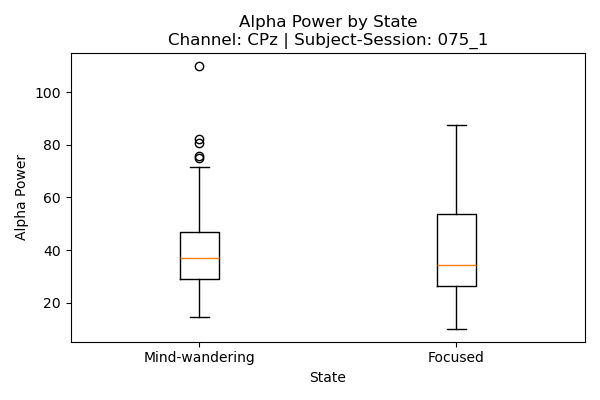 Alpha Power by State
Channel: CPz | Subject-Session: 075_1
100
80
60
40
20
Alpha Power
Mind-wandering
Focused
State